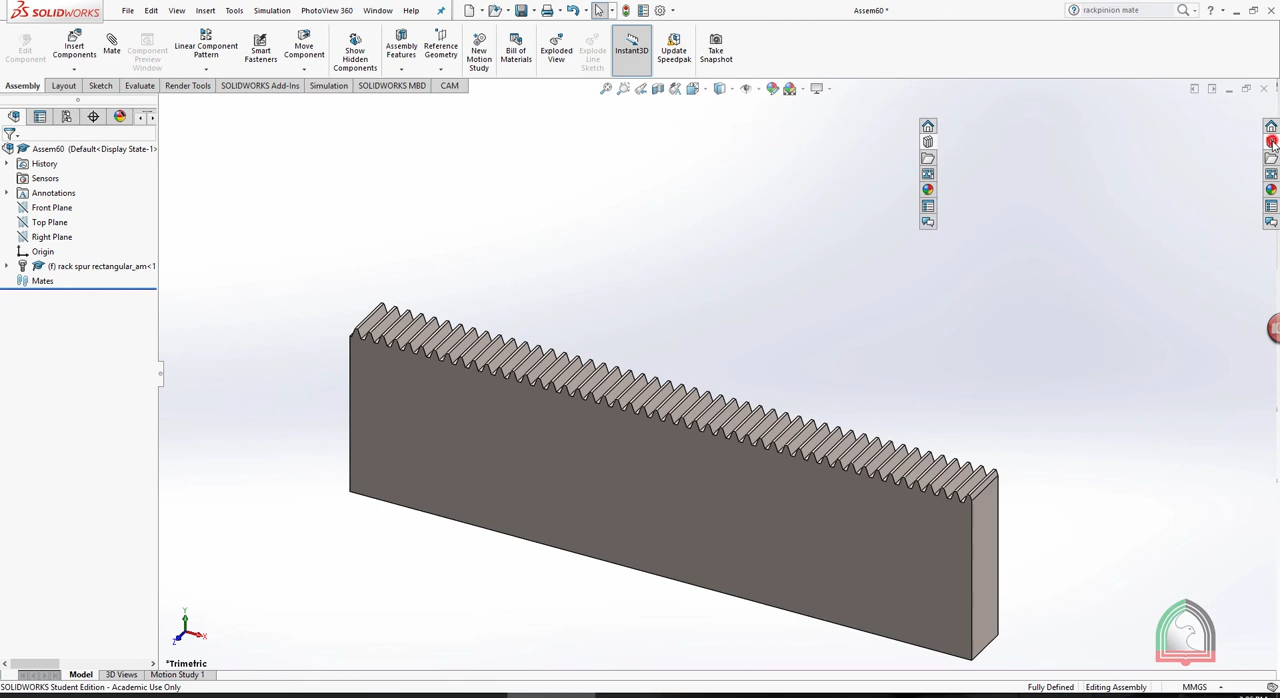 SOLIDWORKS File Edit View Insert Tools Simulation PhotoView 360 Window Help Assem60 * rackpinion mate
Edit Component
Insert Components
Mate
Component Preview Window
Linear Component Pattern
Smart Fasteners
Move Component
Show Hidden Components
Assembly Features
Reference Geometry
New Motion Study
Bill of Materials
Exploded View
Explode Line Sketch
Instant3D
Update Speedpak
Take Snapshot
Assembly Layout Sketch Evaluate Render Tools SOLIDWORKS Add-Ins Simulation SOLIDWORKS MBD CAM
Assem60 (Default<Display State-1>
History
Sensors
Annotations
Front Plane
Top Plane
Right Plane
Origin
(f) rack spur rectangular_am<1
Mates
Y
X
Z
*Trimetric
Model 3D Views Motion Study 1
SOLIDWORKS Student Edition - Academic Use Only Fully Defined Editing Assembly MMGS